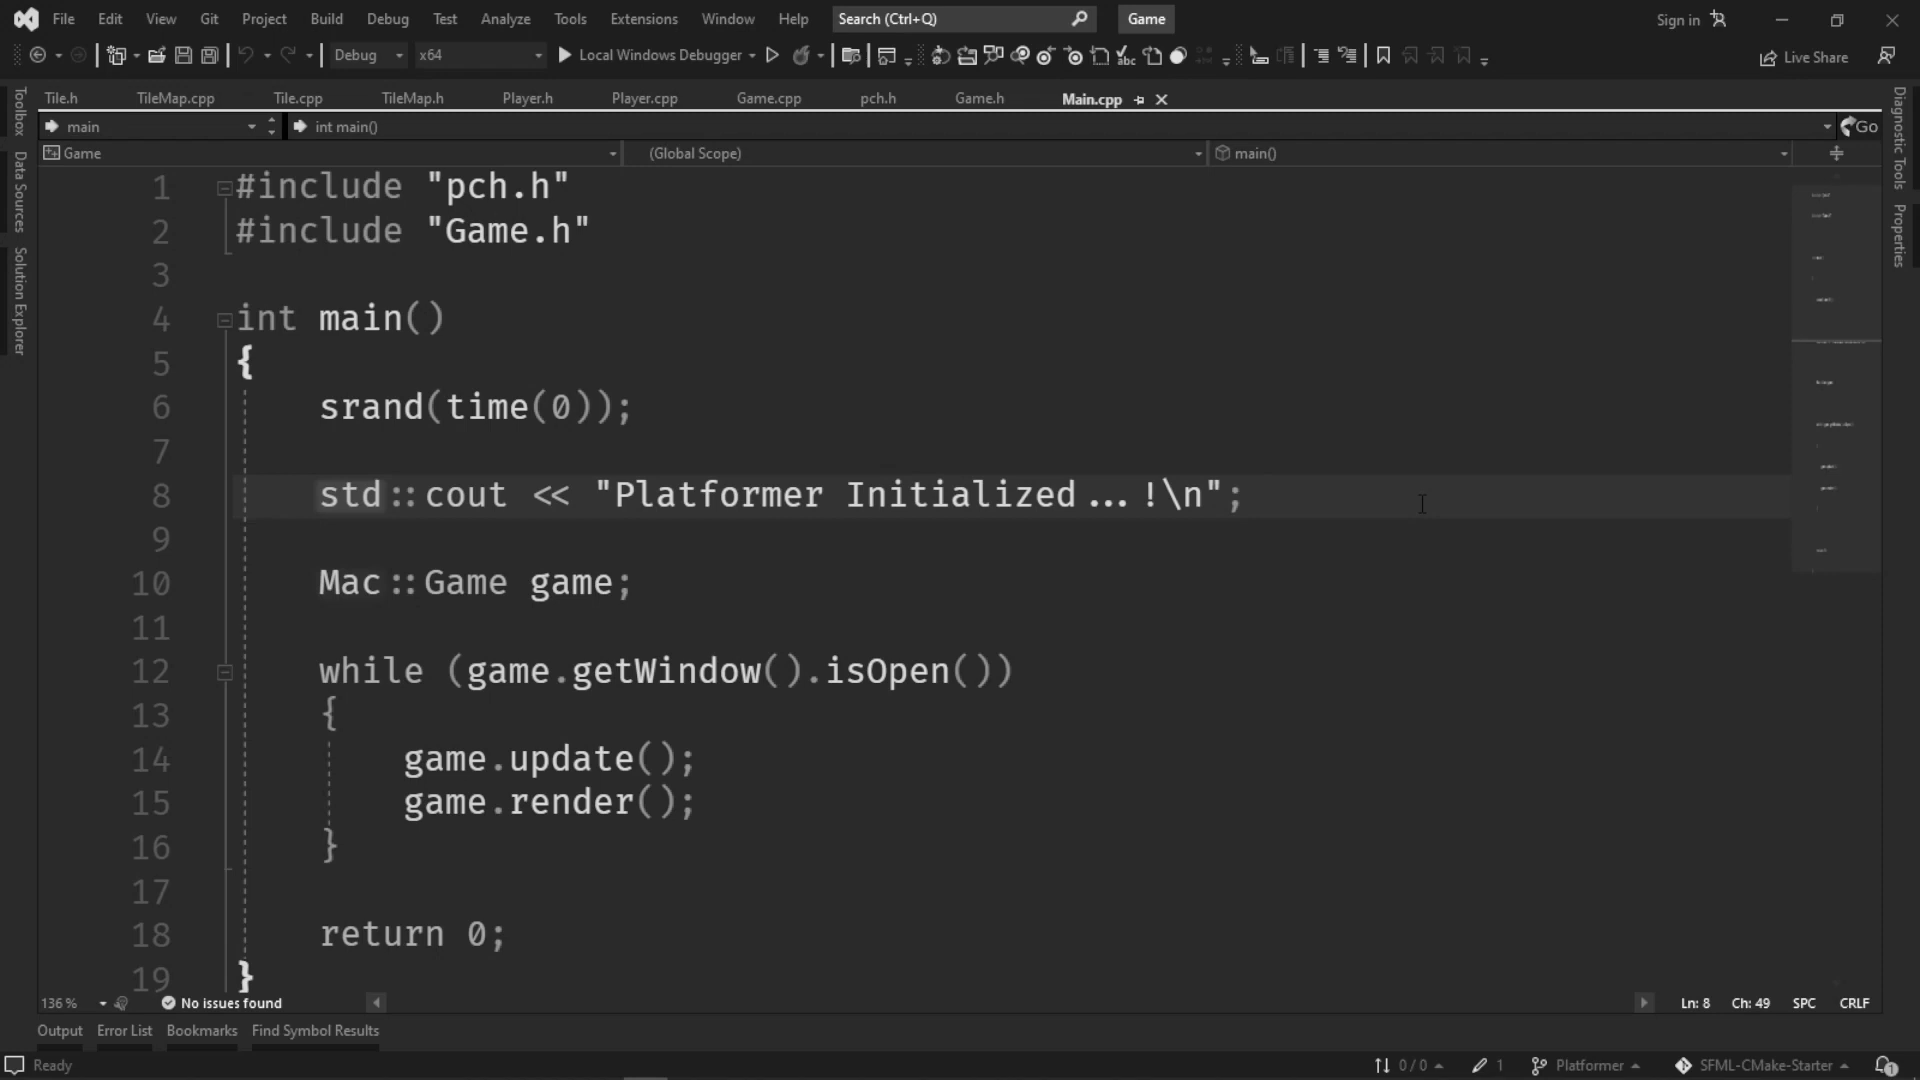 File Edit View Git Project Build Debug Test Analyze Tools Extensions Window Help Search (Ctrl+Q) Game Sign in
Debug x64 Local Windows Debugger Live Share
Tile.h TileMap.cpp Tile.cpp TileMap.h Player.h Player.cpp Game.cpp pch.h Game.h Main.cpp
main int main() Go
Game (Global Scope) main()
Toolbox
Data Sources
Solution Explorer
Diagnostic Tools
Properties
1 #include "pch.h"
2 #include "Game.h"
3
4 int main()
5 {
6 srand(time(0));
7
8 std::cout << "Platformer Initialized...!\n";
9
10 Mac::Game game;
11
12 while (game.getWindow().isOpen())
13 {
14 game.update();
15 game.render();
16 }
17
18 return 0;
19 }
136 % No issues found Ln: 8 Ch: 49 SPC CRLF
Output Error List Bookmarks Find Symbol Results
Ready 0 / 0 1 Platformer SFML-CMake-Starter 1